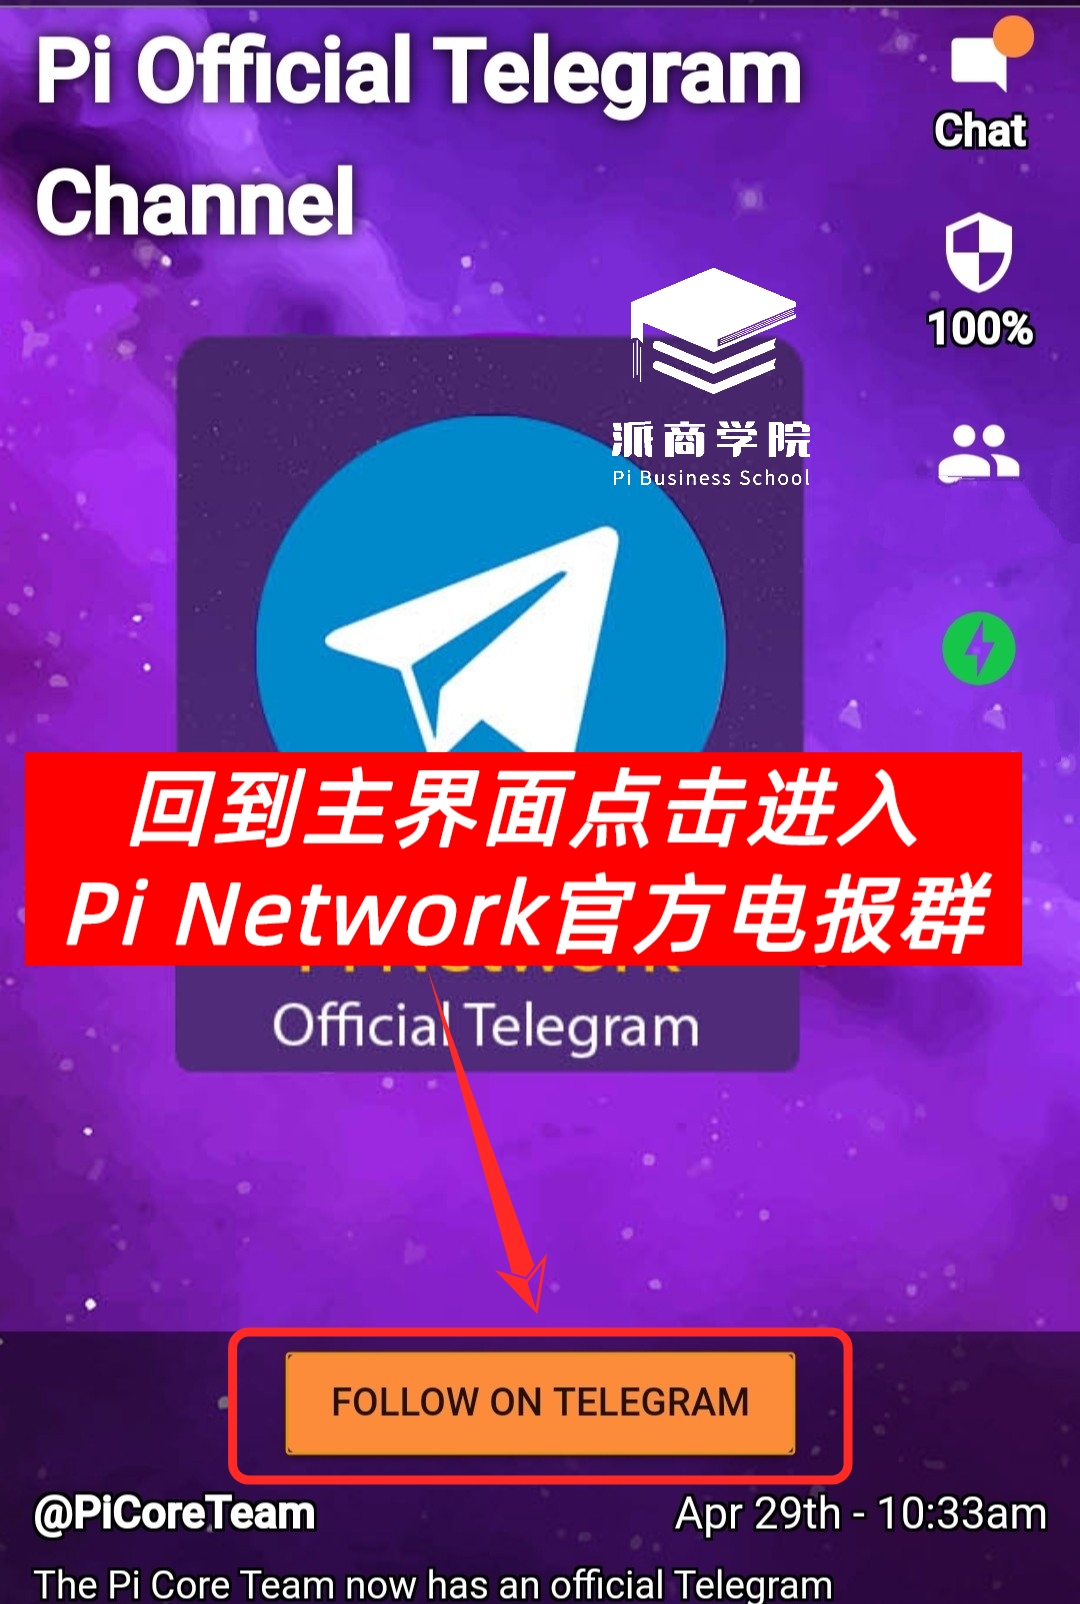 Pi Official Telegram
Channel
Chat
100%
派商学院
Pi Business School
回到主界面点击进入
Pi Network官方电报群
Pi Network
Official Telegram
FOLLOW ON TELEGRAM
@PiCoreTeam
Apr 29th - 10:33am
The Pi Core Team now has an official Telegram